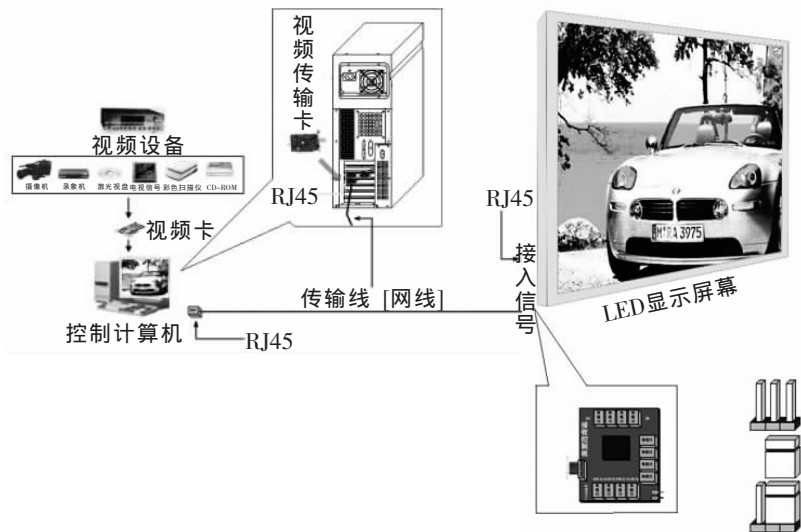 视频传输卡
RJ45
视频设备
摄像机 录象机 激光视盘 电视信号 彩色扫描仪 CD-ROM
视频卡
控制计算机
RJ45
传输线 [网线]
RJ45
接入信号
M·RA 3975
LED显示屏幕